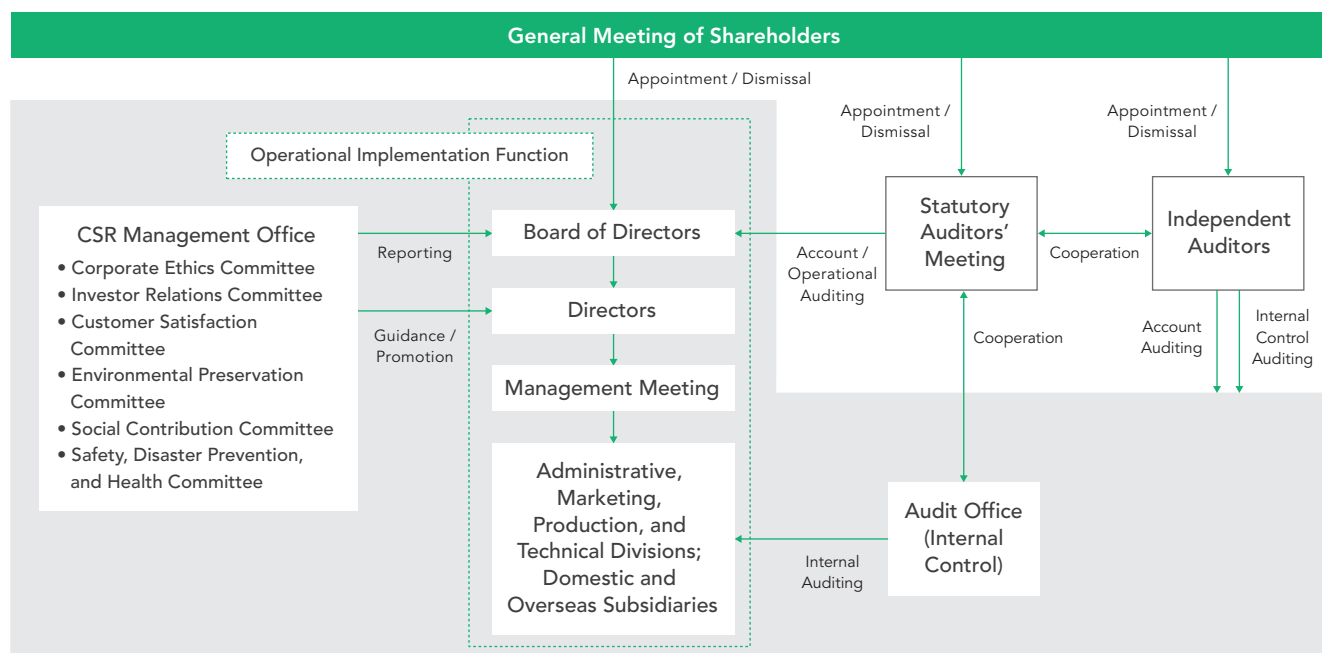 General Meeting of Shareholders
Appointment / Dismissal
Appointment /
Dismissal
Appointment /
Dismissal
Operational Implementation Function
CSR Management Office
• Corporate Ethics Committee
• Investor Relations Committee
• Customer Satisfaction
Committee
• Environmental Preservation
Committee
• Social Contribution Committee
• Safety, Disaster Prevention,
and Health Committee
Reporting
Guidance /
Promotion
Board of Directors
Directors
Management Meeting
Administrative,
Marketing,
Production, and
Technical Divisions;
Domestic and
Overseas Subsidiaries
Account /
Operational
Auditing
Statutory
Auditors’
Meeting
Cooperation
Independent
Auditors
Cooperation
Account
Auditing
Internal
Control
Auditing
Internal
Auditing
Audit Office
(Internal
Control)